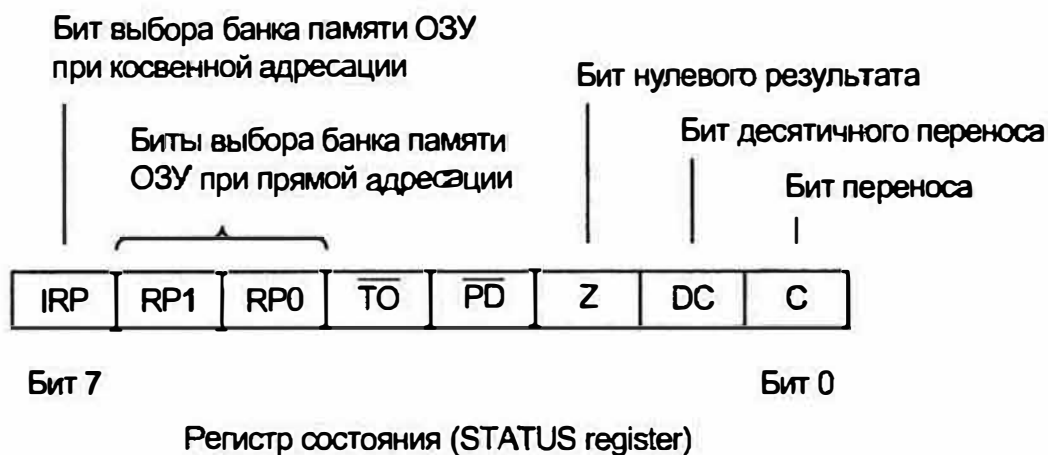 Бит выбора банка памяти ОЗУ
при косвенной адресации
Бит нулевого результата
Биты выбора банка памяти
ОЗУ при прямой адресации
Бит десятичного переноса
Бит переноса
IRP RP1 RP0 TO PD Z DC C
Бит 7 Бит 0
Регистр состояния (STATUS register)